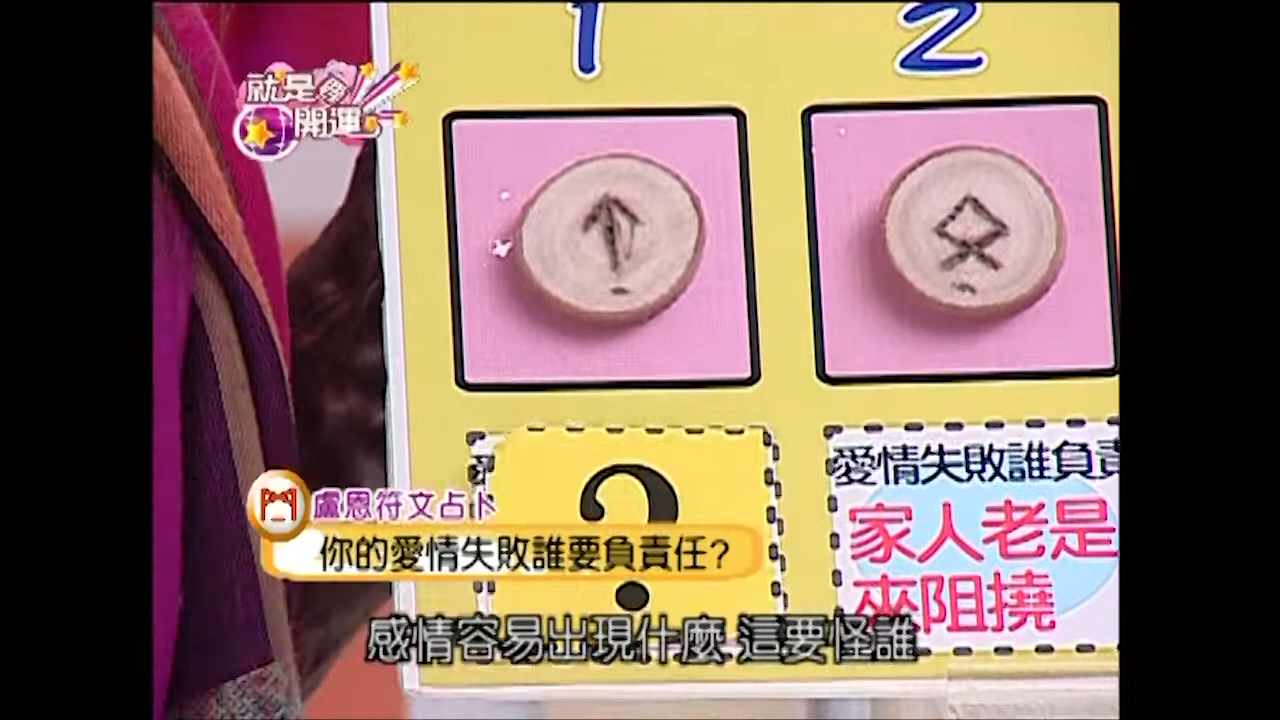 1
2
就是
開運
?
愛情失敗誰負責
家人老是
來阻撓
盧恩符文占卜
你的愛情失敗誰要負責任?
感情容易出現什麼 這要怪誰